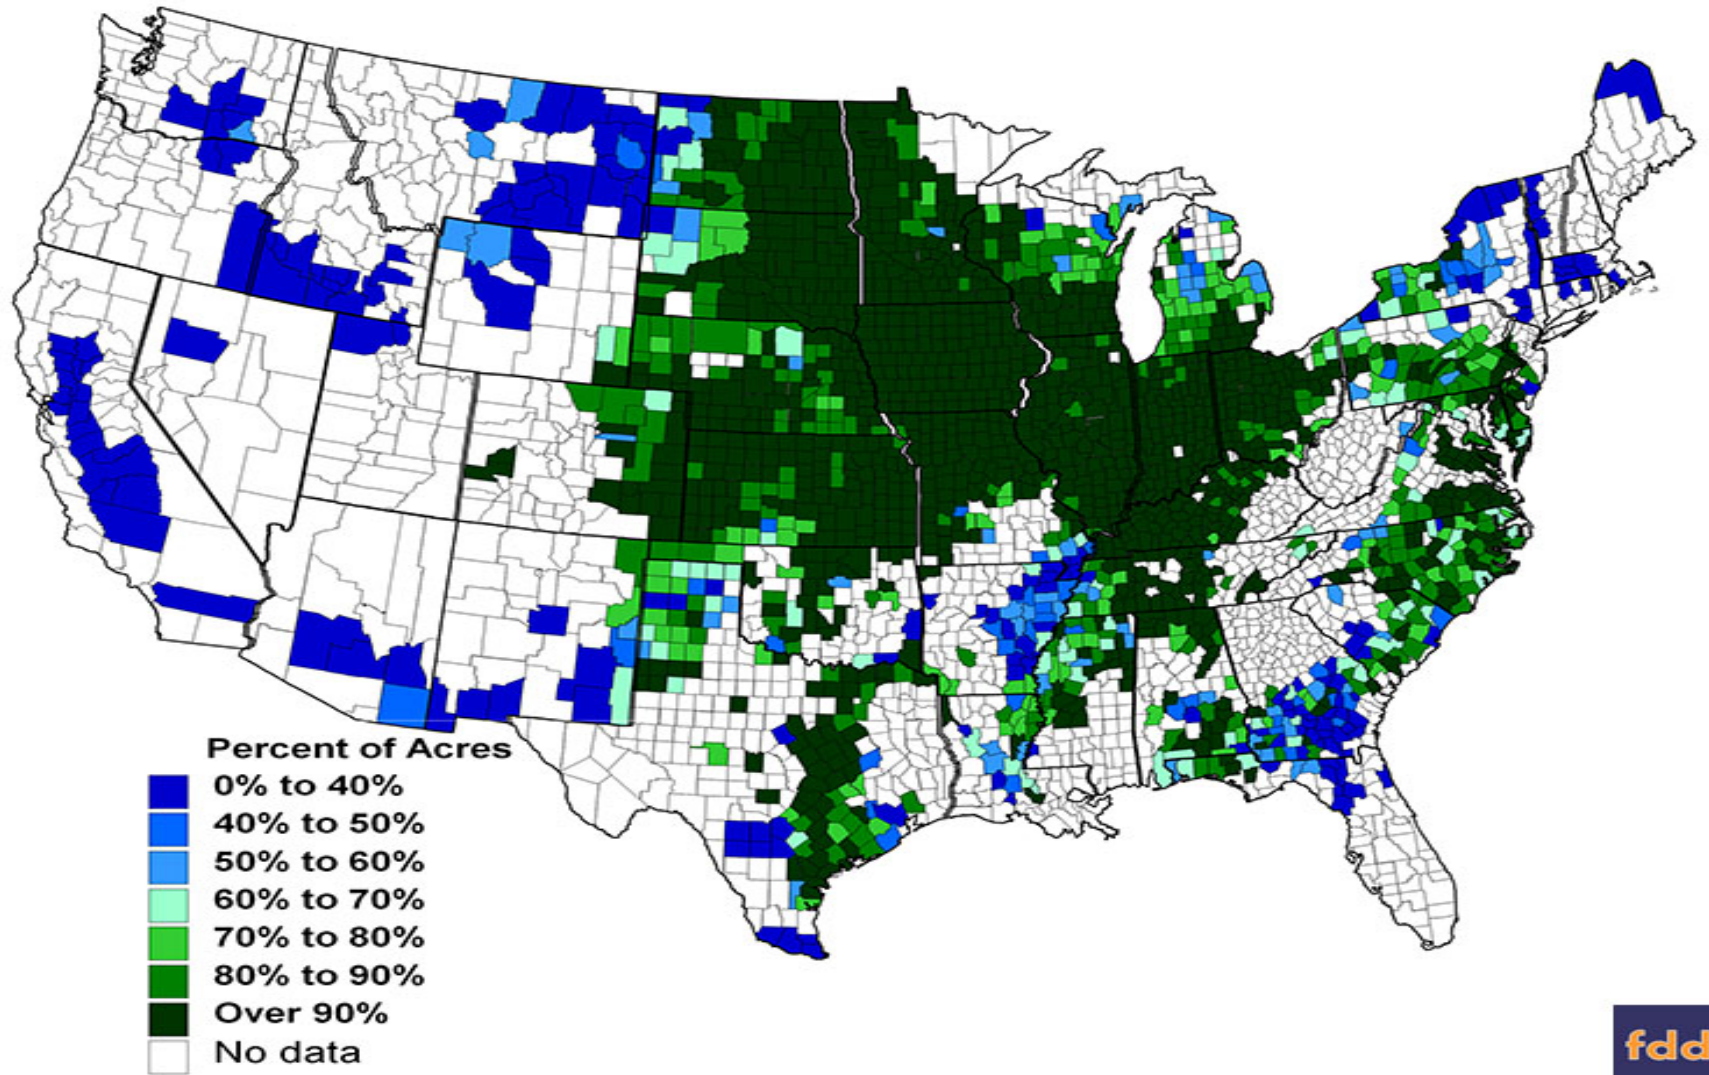 Percent of Acres
0% to 40%
40% to 50%
50% to 60%
60% to 70%
70% to 80%
80% to 90%
Over 90%
No data
fdd